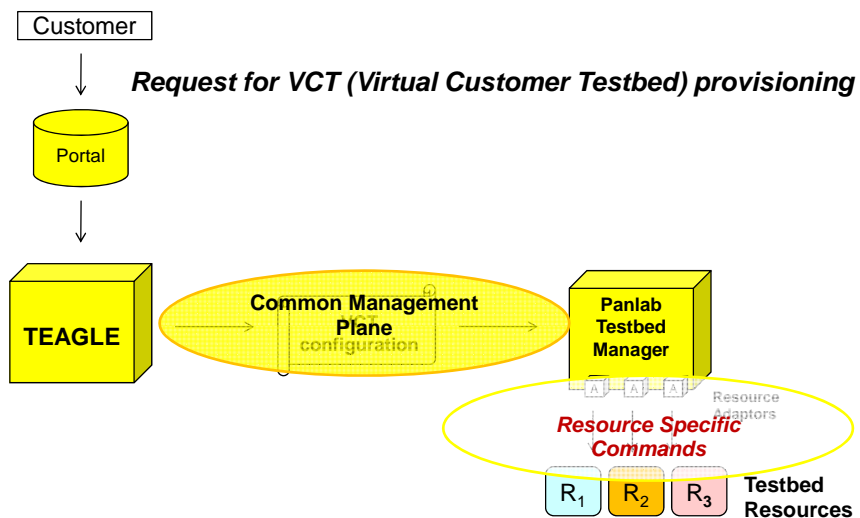 Customer
Request for VCT (Virtual Customer Testbed) provisioning
Portal
TEAGLE
Common Management
Plane
VCT
configuration
Panlab
Testbed
Manager
A A A
Resource
Adaptors
Resource Specific
Commands
R1 R2 R3
Testbed
Resources